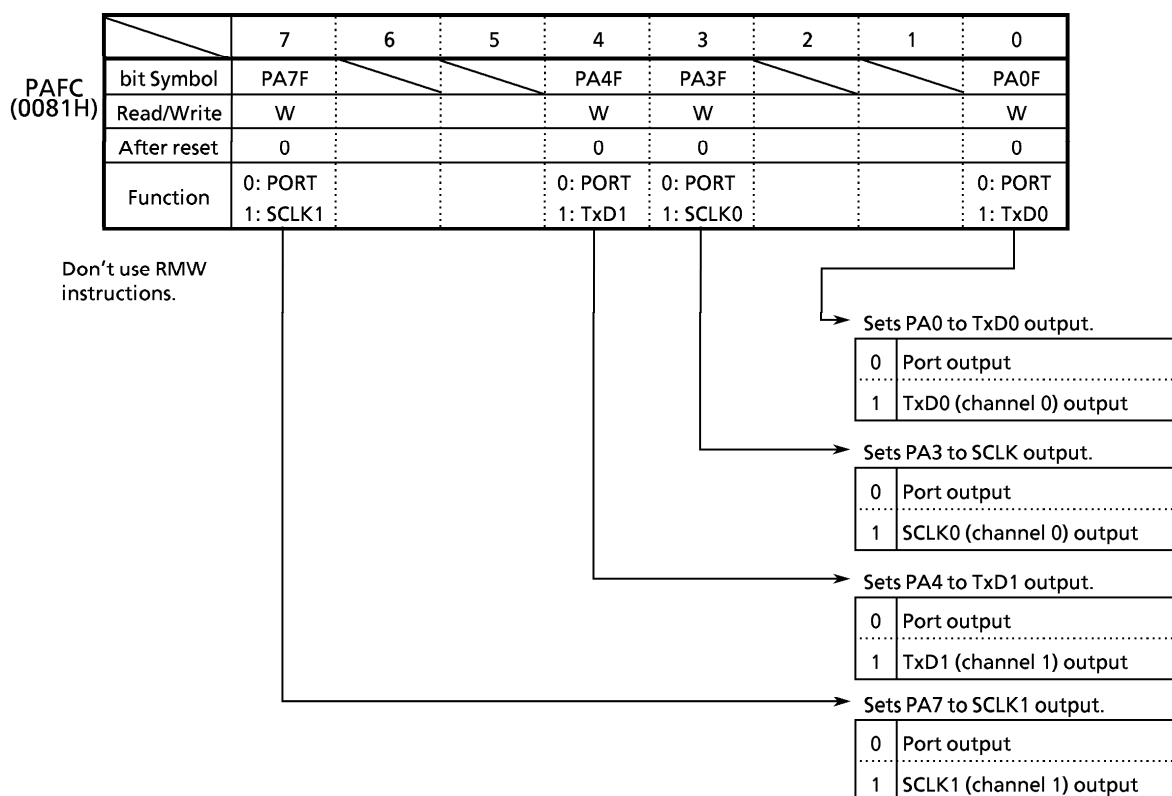 7 6 5 4 3 2 1 0
PAFC
(0081H)
bit Symbol PA7F PA4F PA3F PA0F
Read/Write W W W W
After reset 0 0 0 0
Function 0: PORT 0: PORT 0: PORT 0: PORT
1: SCLK1 1: TxD1 1: SCLK0 1: TxD0
Don't use RMW
instructions.
Sets PA0 to TxD0 output.
0 Port output
1 TxD0 (channel 0) output
Sets PA3 to SCLK output.
0 Port output
1 SCLK0 (channel 0) output
Sets PA4 to TxD1 output.
0 Port output
1 TxD1 (channel 1) output
Sets PA7 to SCLK1 output.
0 Port output
1 SCLK1 (channel 1) output